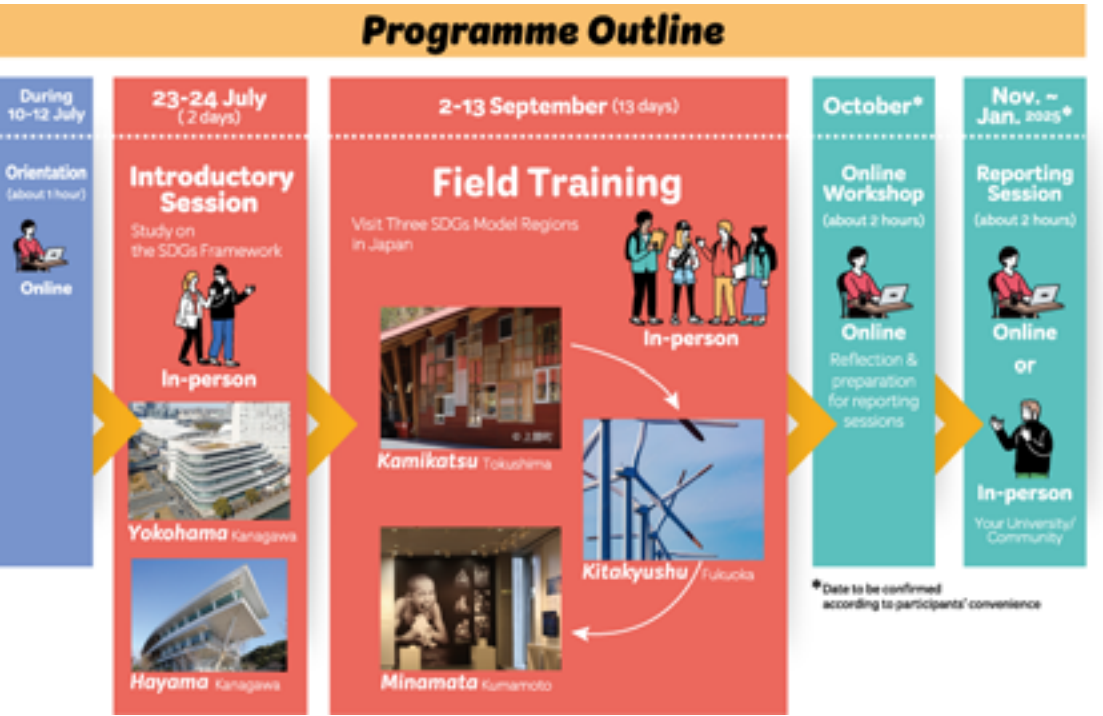 Programme Outline
During
10-12 July
Orientation
(about 1 hour)
Online
23-24 July
( 2 days)
Introductory
Session
Study on
the SDGs Framework
In-person
Yokohama Kanagawa
Hayama Kanagawa
2-13 September (13 days)
Field Training
Visit Three SDGs Model Regions
in Japan
In-person
© 上勝町
Kamikatsu Tokushima
Kitakyushu Fukuoka
Minamata Kumamoto
October*
Online
Workshop
(about 2 hours)
Online
Reflection &
preparation
for reporting
sessions
Nov. ~
Jan. 2025*
Reporting
Session
(about 2 hours)
Online
or
In-person
Your University/
Community
*Date to be confirmed
according to participants' convenience